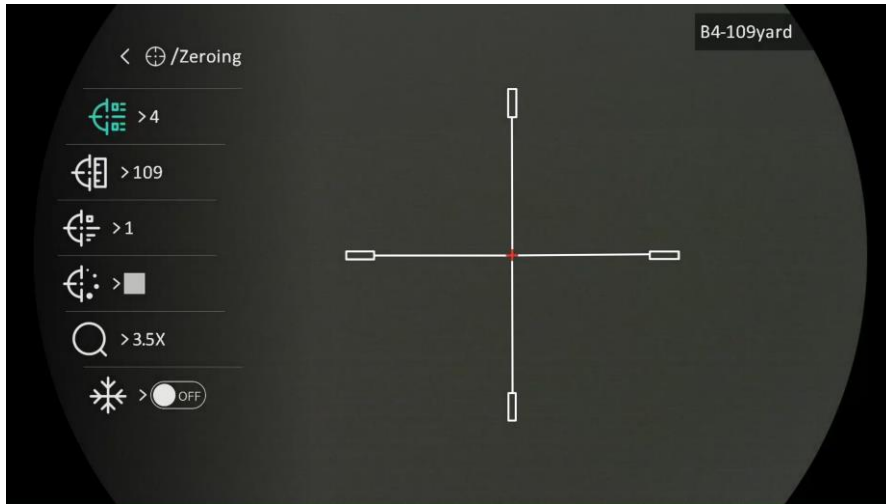 < /Zeroing
B4-109yard
>4
>109
>1
>
>3.5X
> OFF